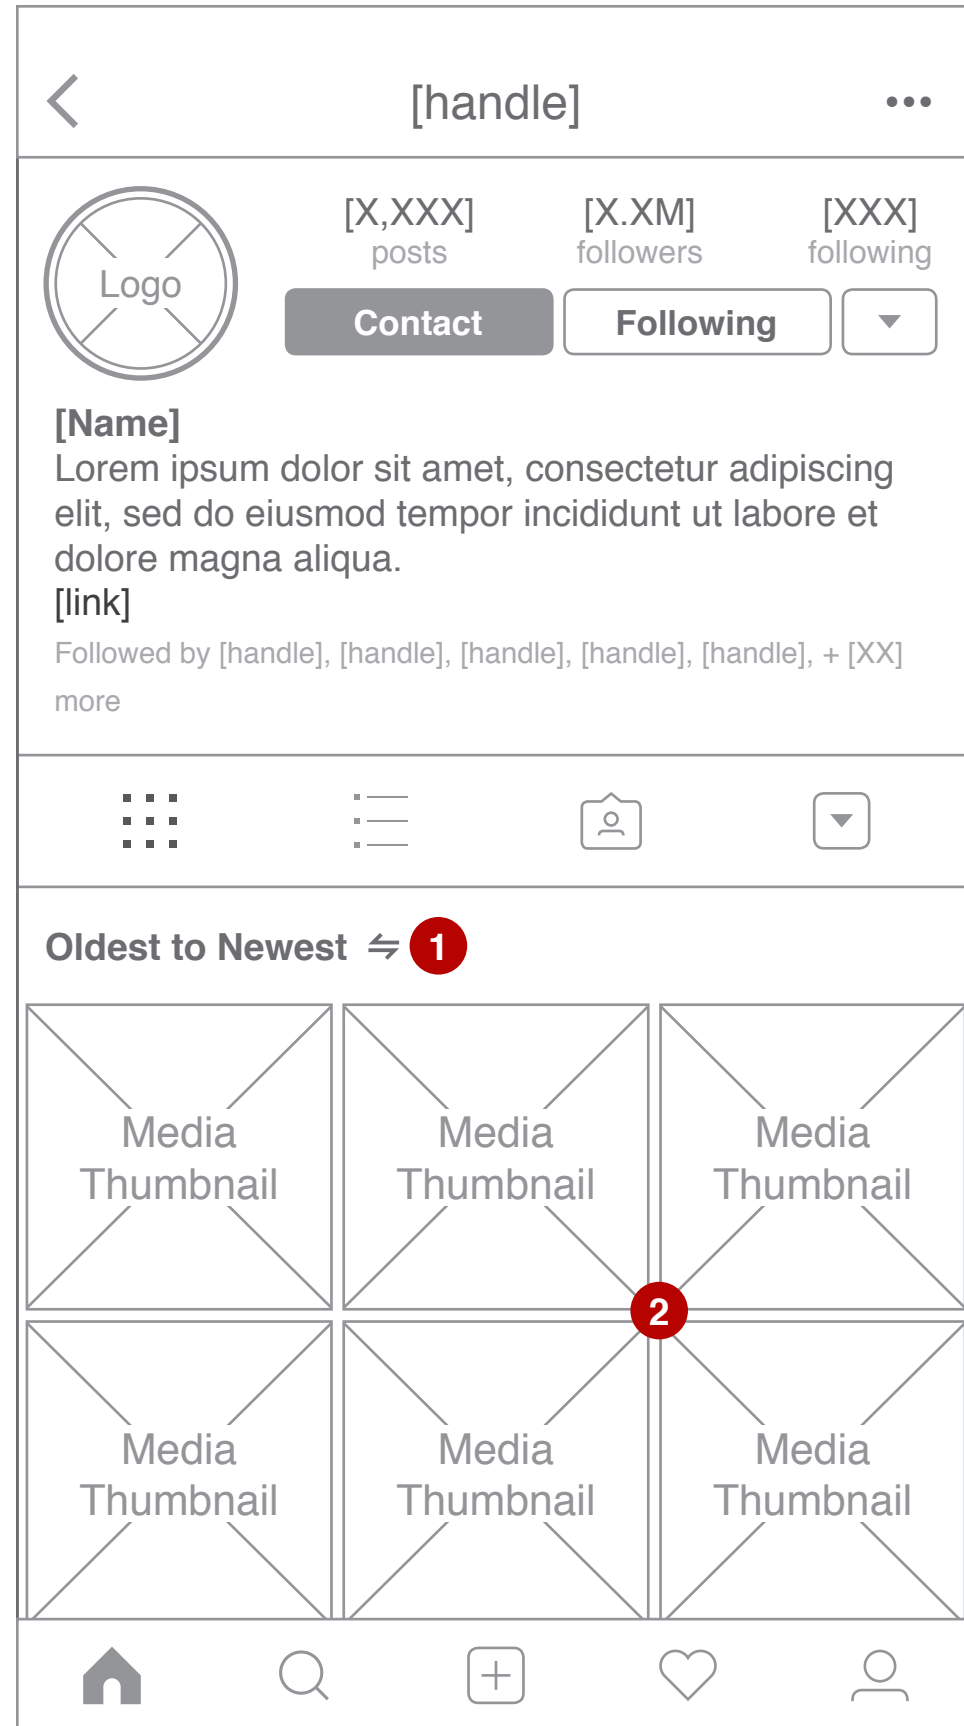 [handle]
[X,XXX] [X.XM] [XXX]
posts followers following
Logo
Contact Following
[Name]
Lorem ipsum dolor sit amet, consectetur adipiscing
elit, sed do eiusmod tempor incididunt ut labore et
dolore magna aliqua.
[link]
Followed by [handle], [handle], [handle], [handle], [handle], + [XX]
more
Oldest to Newest 1
Media Media Media
Thumbnail Thumbnail Thumbnail
2
Media Media Media
Thumbnail Thumbnail Thumbnail